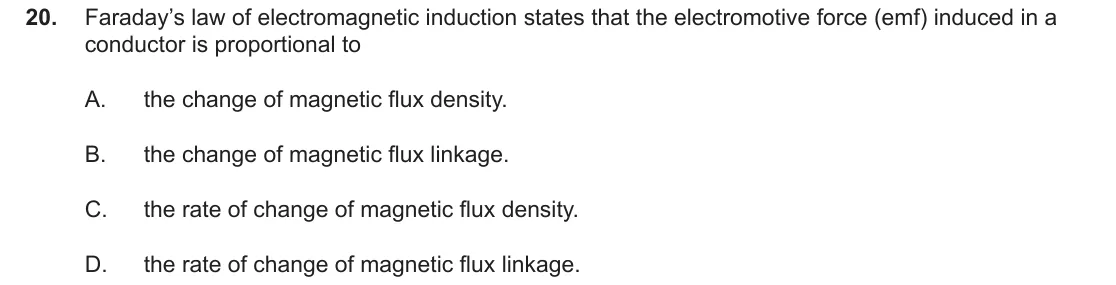 20. Faraday’s law of electromagnetic induction states that the electromotive force (emf) induced in a
conductor is proportional to
A. the change of magnetic flux density.
B. the change of magnetic flux linkage.
C. the rate of change of magnetic flux density.
D. the rate of change of magnetic flux linkage.